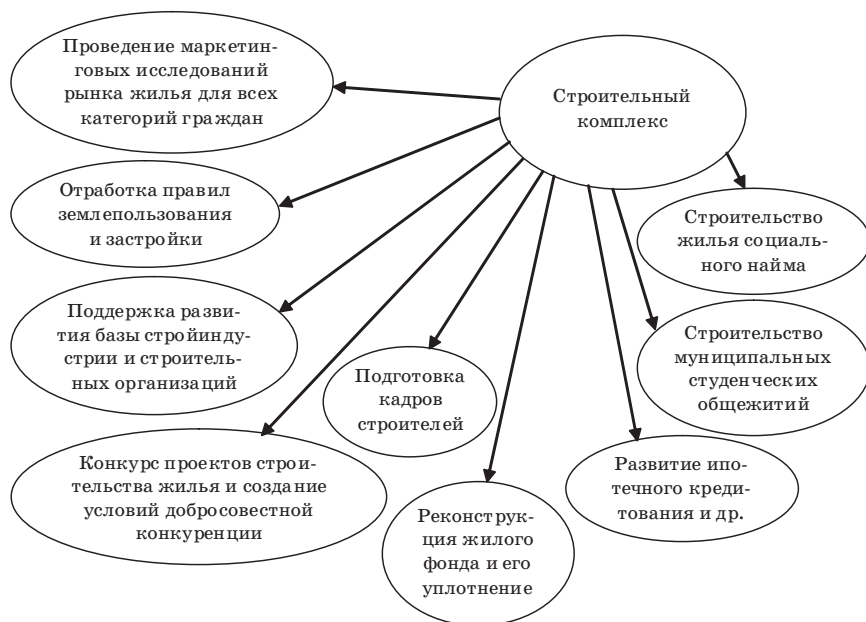 Проведение маркетин-
говых исследований
рынка жилья для всех
категорий граждан
Строительный
комплекс
Отработка правил
землепользования
и застройки
Строительство
жилья социаль-
ного найма
Поддержка разви-
тия базы стройинду-
стрии и строитель-
ных организаций
Строительство
муниципальных
студенческих
общежитий
Подготовка
кадров
строителей
Конкурс проектов строи-
тельства жилья и создание
условий добросовестной
конкуренции
Развитие ипо-
течного креди-
тования и др.
Реконструк-
ция жилого
фонда и его
уплотнение